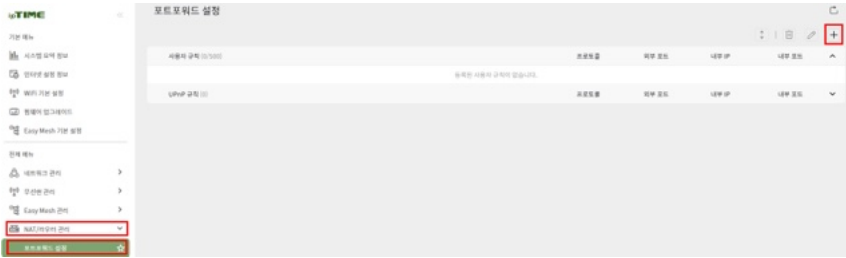 ipTIME
기본 메뉴
시스템 요약 정보
인터넷 설정 정보
WiFi 기본 설정
펌웨어 업그레이드
Easy Mesh 기본 설정
전체 메뉴
네트워크 관리
무선랜 관리
Easy Mesh 관리
NAT/라우터 관리
포트포워드 설정
포트포워드 설정
사용자 규칙 (0/500) 프로토콜 외부 포트 내부 IP 내부 포트
등록된 사용자 규칙이 없습니다.
UPnP 규칙 (0) 프로토콜 외부 포트 내부 IP 내부 포트